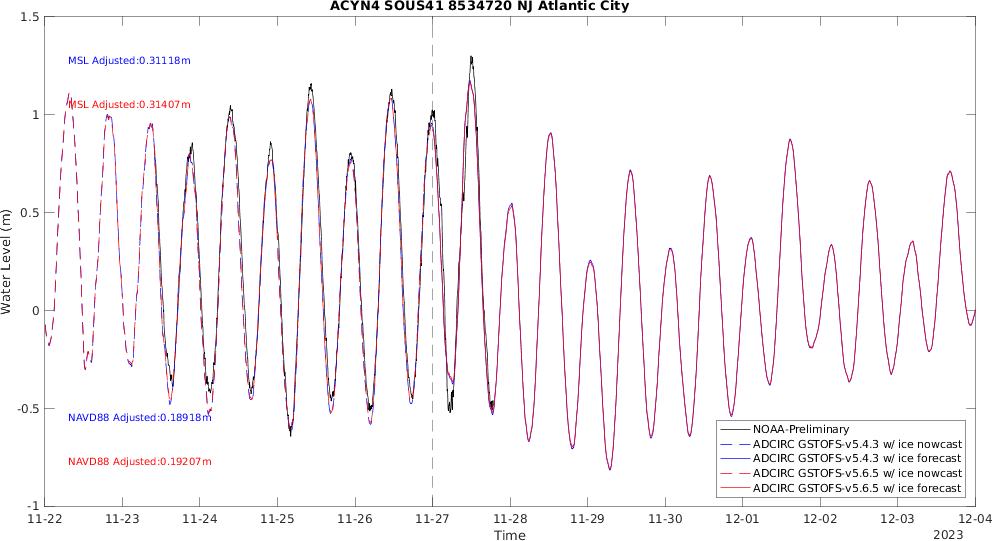 ACYN4 SOUS41 8534720 NJ Atlantic City
1.5
MSL Adjusted:0.31118m
MSL Adjusted:0.31407m
1
0.5
Water Level (m)
0
-0.5
NAVD88 Adjusted:0.18918m
NAVD88 Adjusted:0.19207m
-1
NOAA-Preliminary
ADCIRC GSTOFS-v5.4.3 w/ ice nowcast
ADCIRC GSTOFS-v5.4.3 w/ ice forecast
ADCIRC GSTOFS-v5.6.5 w/ ice nowcast
ADCIRC GSTOFS-v5.6.5 w/ ice forecast
11-22 11-23 11-24 11-25 11-26 11-27 11-28 11-29 11-30 12-01 12-02 12-03 12-04
Time
2023